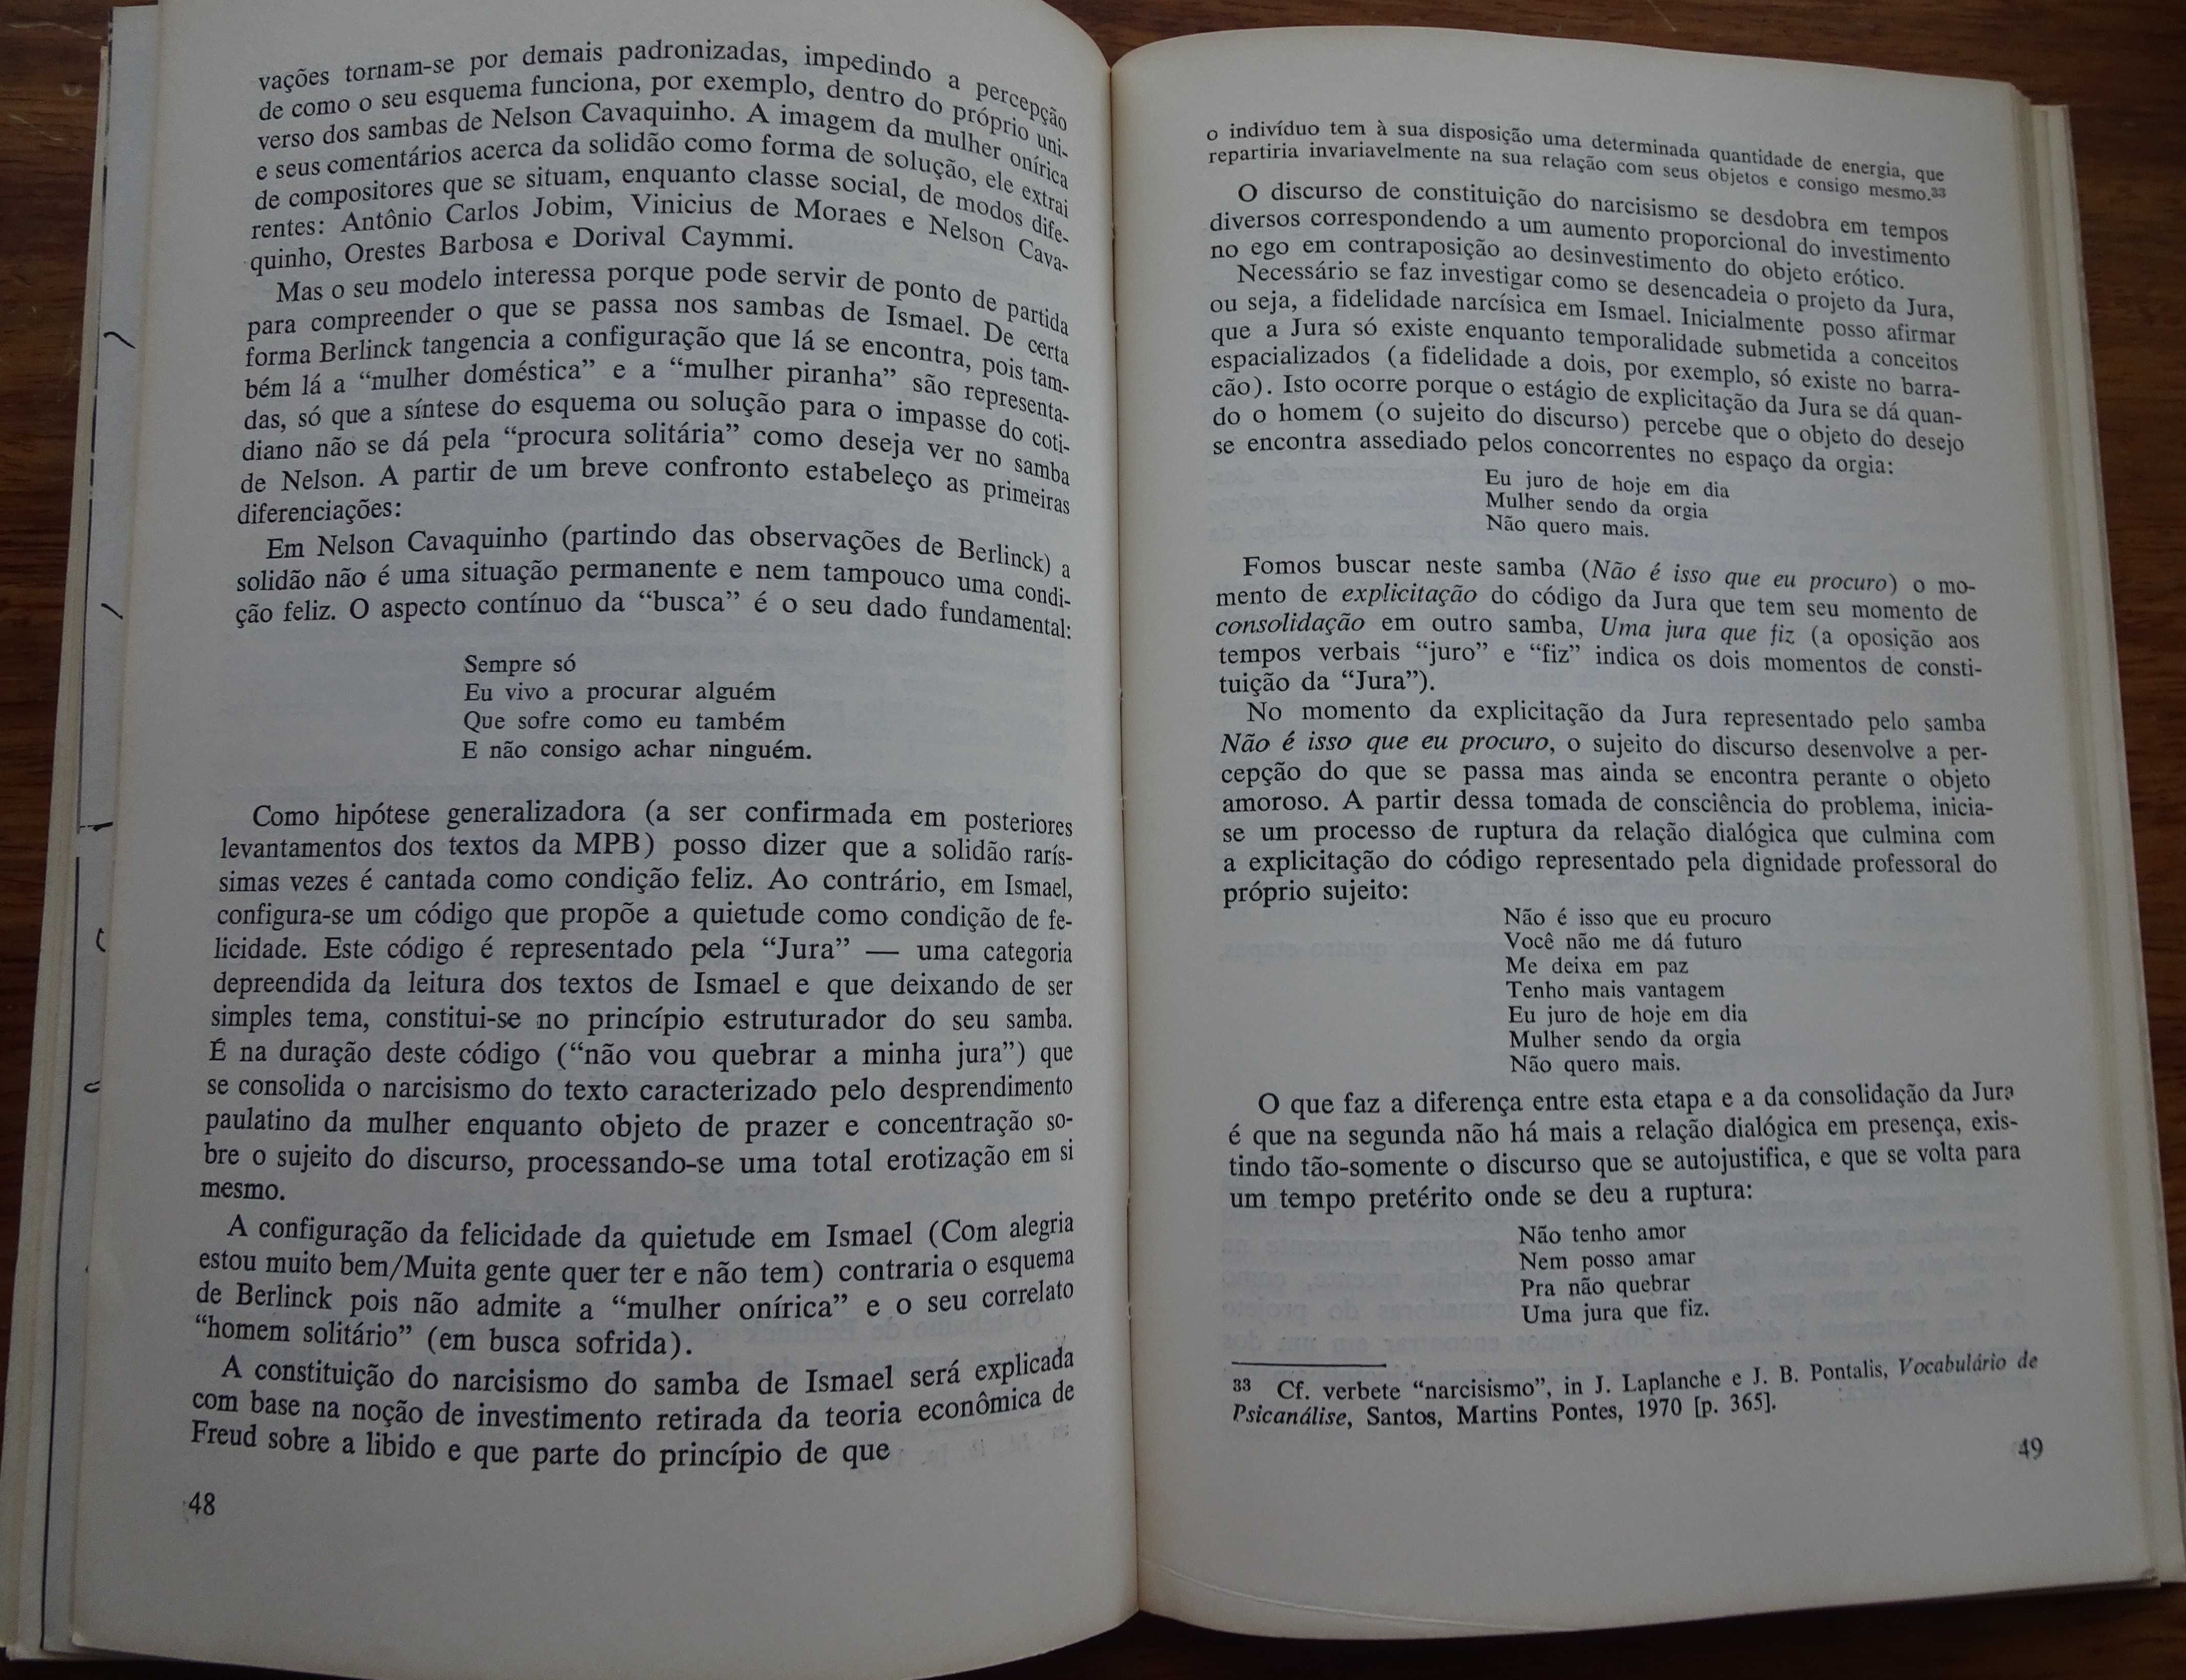 vações tornam-se por demais padronizadas, impedindo a percepção
de como o seu esquema funciona, por exemplo, dentro do próprio uni-
verso dos sambas de Nelson Cavaquinho. A imagem da mulher onírica
e seus comentários acerca da solidão como forma de solução, ele extrai
de compositores que se situam, enquanto classe social, de modos dife-
rentes: Antônio Carlos Jobim, Vinicius de Moraes e Nelson Cava-
quinho, Orestes Barbosa e Dorival Caymmi.
Mas o seu modelo interessa porque pode servir de ponto de partida
para compreender o que se passa nos sambas de Ismael. De certa
forma Berlinck tangencia a configuração que lá se encontra, pois tam-
bém lá a “mulher doméstica” e a “mulher piranha” são representa-
das, só que a síntese do esquema ou solução para o impasse do coti-
diano não se dá pela “procura solitária” como deseja ver no samba
de Nelson. A partir de um breve confronto estabeleço as primeiras
diferenciações:
Em Nelson Cavaquinho (partindo das observações de Berlinck) a
solidão não é uma situação permanente e nem tampouco uma condi-
ção feliz. O aspecto contínuo da “busca” é o seu dado fundamental:
Sempre só
Eu vivo a procurar alguém
Que sofre como eu também
E não consigo achar ninguém.
Como hipótese generalizadora (a ser confirmada em posteriores
levantamentos dos textos da MPB) posso dizer que a solidão rarís-
simas vezes é cantada como condição feliz. Ao contrário, em Ismael,
configura-se um código que propõe a quietude como condição de fe-
licidade. Este código é representado pela “Jura” — uma categoria
depreendida da leitura dos textos de Ismael e que deixando de ser
simples tema, constitui-se no princípio estruturador do seu samba.
É na duração deste código (“não vou quebrar a minha jura”) que
se consolida o narcisismo do texto caracterizado pelo desprendimento
paulatino da mulher enquanto objeto de prazer e concentração so-
bre o sujeito do discurso, processando-se uma total erotização em si
mesmo.
A configuração da felicidade da quietude em Ismael (Com alegria
estou muito bem/Muita gente quer ter e não tem) contraria o esquema
de Berlinck pois não admite a “mulher onírica” e o seu correlato
“homem solitário” (em busca sofrida).
A constituição do narcisismo do samba de Ismael será explicada
com base na noção de investimento retirada da teoria econômica de
Freud sobre a libido e que parte do princípio de que
48
o indivíduo tem à sua disposição uma determinada quantidade de energia, que
repartiria invariavelmente na sua relação com seus objetos e consigo mesmo.33
O discurso de constituição do narcisismo se desdobra em tempos
diversos correspondendo a um aumento proporcional do investimento
no ego em contraposição ao desinvestimento do objeto erótico.
Necessário se faz investigar como se desencadeia o projeto da Jura,
ou seja, a fidelidade narcísica em Ismael. Inicialmente posso afirmar
que a Jura só existe enquanto temporalidade submetida a conceitos
espacializados (a fidelidade a dois, por exemplo, só existe no barra-
cão). Isto ocorre porque o estágio de explicitação da Jura se dá quan-
do o homem (o sujeito do discurso) percebe que o objeto do desejo
se encontra assediado pelos concorrentes no espaço da orgia:
Eu juro de hoje em dia
Mulher sendo da orgia
Não quero mais.
Fomos buscar neste samba (Não é isso que eu procuro) o mo-
mento de explicitação do código da Jura que tem seu momento de
consolidação em outro samba, Uma jura que fiz (a oposição aos
tempos verbais “juro” e “fiz” indica os dois momentos de consti-
tuição da “Jura”).
No momento da explicitação da Jura representado pelo samba
Não é isso que eu procuro, o sujeito do discurso desenvolve a per-
cepção do que se passa mas ainda se encontra perante o objeto
amoroso. A partir dessa tomada de consciência do problema, inicia-
se um processo de ruptura da relação dialógica que culmina com
a explicitação do código representado pela dignidade professoral do
próprio sujeito:
Não é isso que eu procuro
Você não me dá futuro
Me deixa em paz
Tenho mais vantagem
Eu juro de hoje em dia
Mulher sendo da orgia
Não quero mais.
O que faz a diferença entre esta etapa e a da consolidação da Jura
é que na segunda não há mais a relação dialógica em presença, exis-
tindo tão-somente o discurso que se autojustifica, e que se volta para
um tempo pretérito onde se deu a ruptura:
Não tenho amor
Nem posso amar
Pra não quebrar
Uma jura que fiz.
33 Cf. verbete “narcisismo”, in J. Laplanche e J. B. Pontalis, Vocabulário de
Psicanálise, Santos, Martins Pontes, 1970 [p. 365].
49